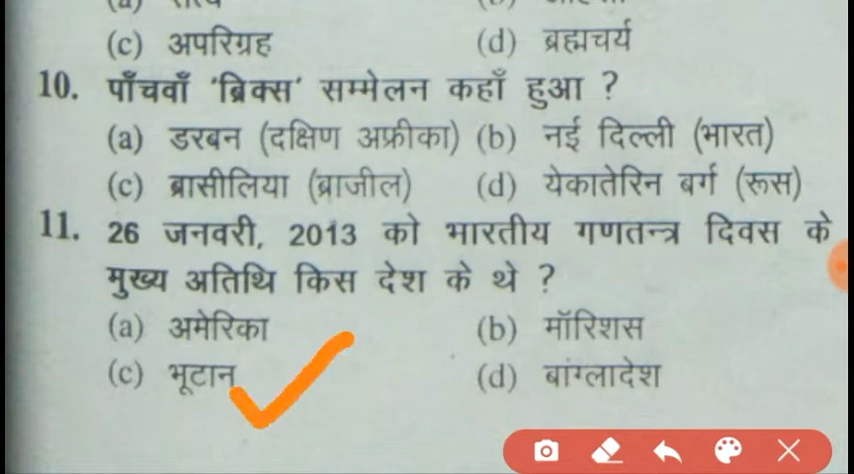 (c) अपरिग्रह (d) ब्रह्मचर्य
10. पाँचवाँ 'ब्रिक्स' सम्मेलन कहाँ हुआ ?
(a) डरबन (दक्षिण अफ्रीका) (b) नई दिल्ली (भारत)
(c) ब्रासीलिया (ब्राजील) (d) येकातेरिन बर्ग (रूस)
11. 26 जनवरी, 2013 को भारतीय गणतन्त्र दिवस के
मुख्य अतिथि किस देश के थे ?
(a) अमेरिका (b) मॉरिशस
(c) भूटान (d) बांग्लादेश